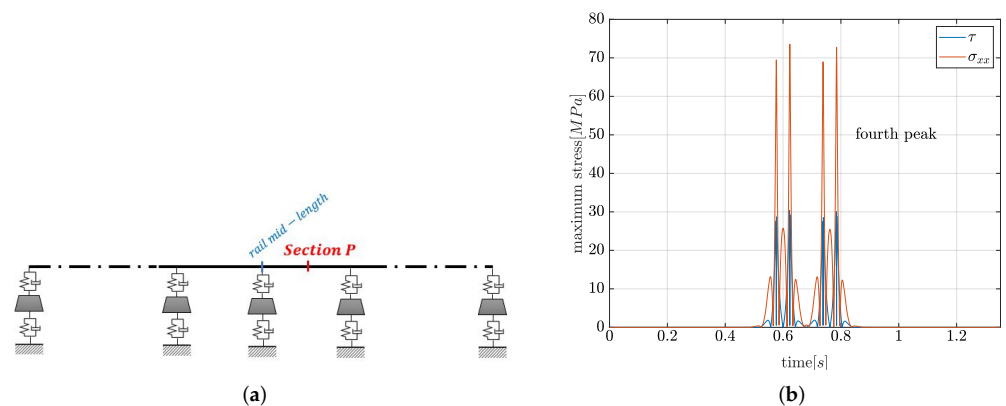 rail mid − length
Section P
(a)
maximum stress[MPa]
80
70
60
50
40
30
20
10
0
0 0.2 0.4 0.6 0.8 1 1.2
time[s]
τ
σxx
fourth peak
(b)